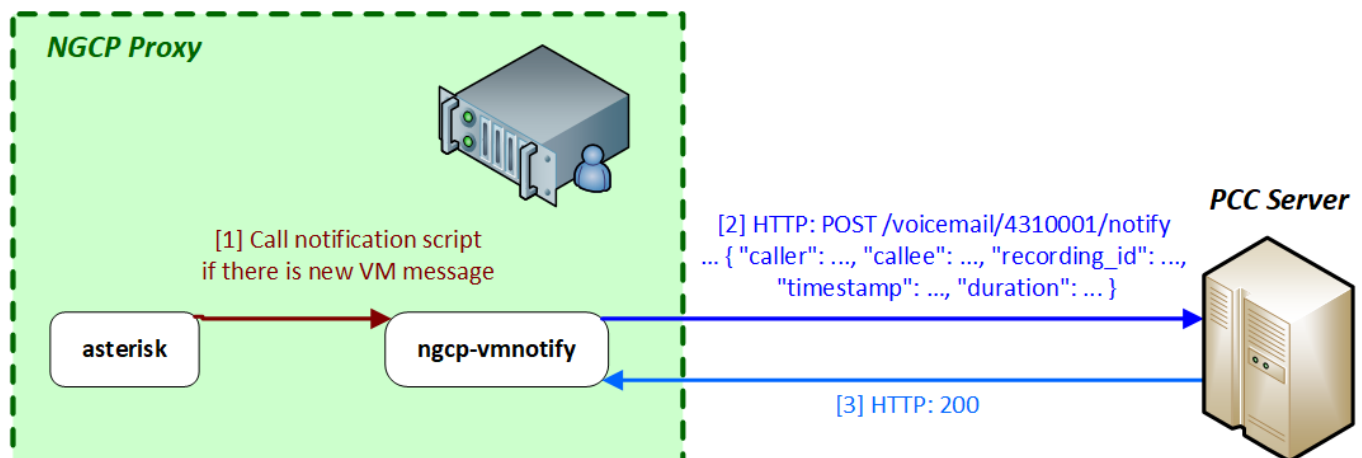 NGCP Proxy
[1] Call notification script
if there is new VM message
asterisk
ngcp-vmnotify
PCC Server
[2] HTTP: POST /voicemail/4310001/notify
... { "caller": ..., "callee": ..., "recording_id": ...,
"timestamp": ..., "duration": ... }
[3] HTTP: 200